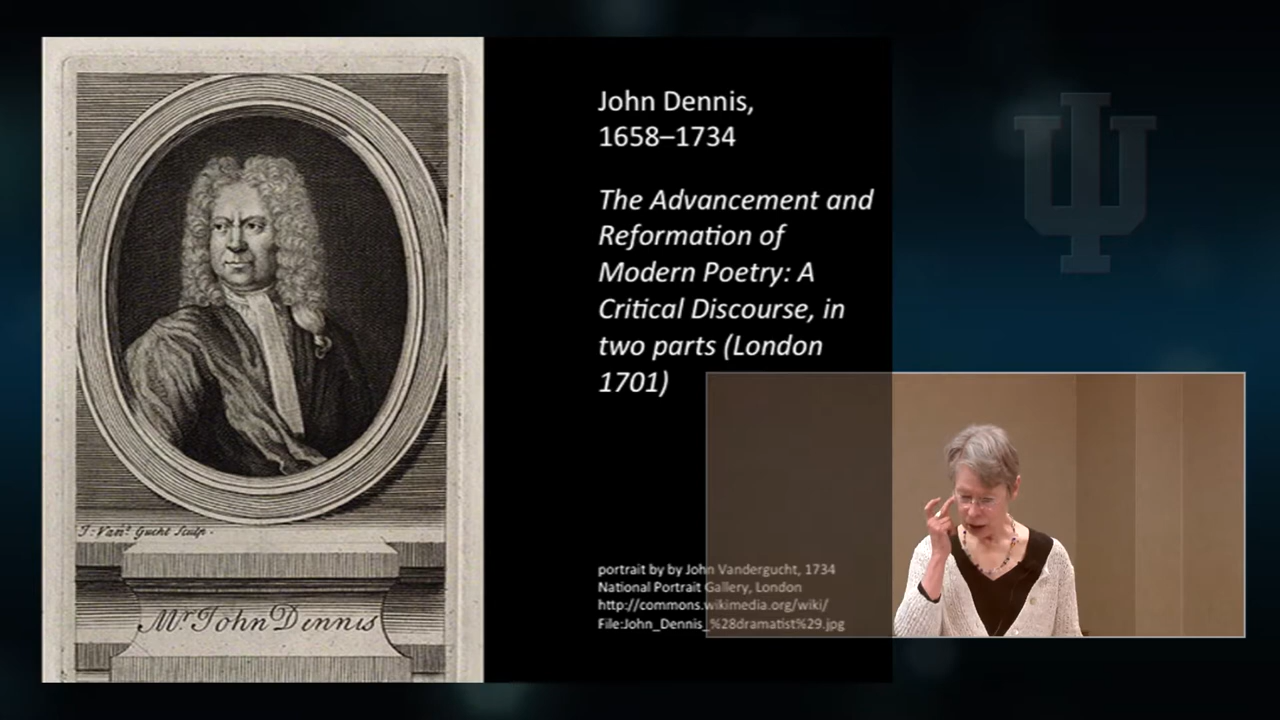 John Dennis,
1658–1734
The Advancement and
Reformation of
Modern Poetry: A
Critical Discourse, in
two parts (London
1701)
portrait by by John Vandergucht, 1734
National Portrait Gallery, London
http://commons.wikimedia.org/wiki/
File:John_Dennis_%28dramatist%29.jpg
J. Vanr. Gucht Sculp.
Mr John Dennis